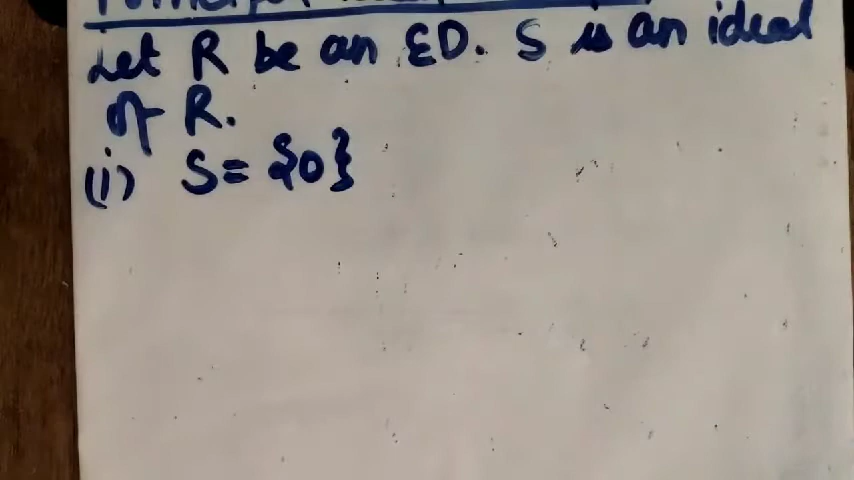 Let R be an ED. S is an ideal
of R.
(i) S = {0}